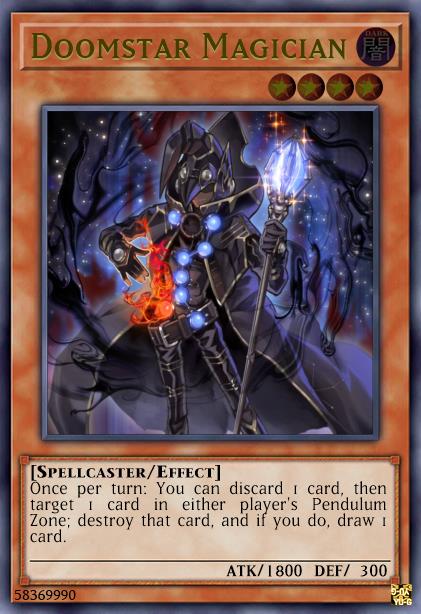 DOOMSTAR MAGICIAN
DARK
闇
[SPELLCASTER/EFFECT]
Once per turn: You can discard 1 card, then
target 1 card in either player's Pendulum
Zone; destroy that card, and if you do, draw 1
card.
ATK/1800 DEF/ 300
58369990